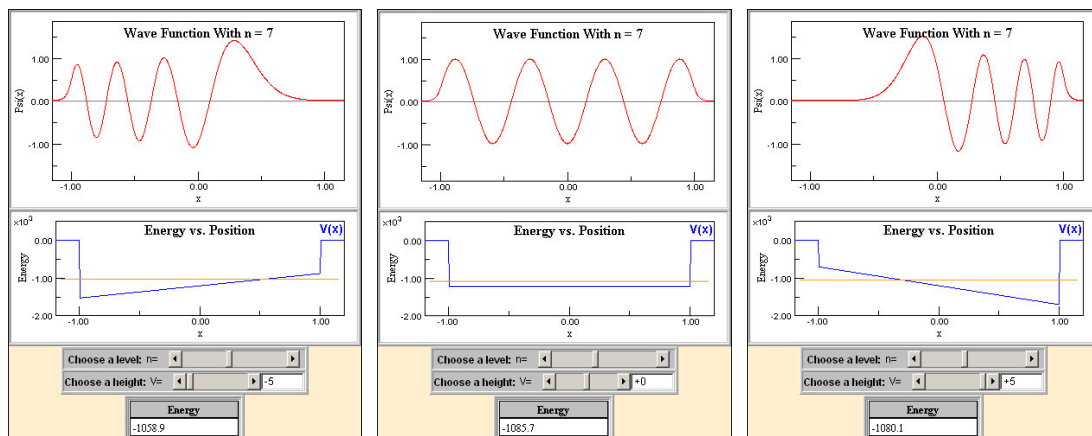 Wave Function With n = 7
1.00
0.00
-1.00
Psi(x)
-1.00
0.00
1.00
x
×10³
Energy vs. Position
V(x)
0.00
-1.00
-2.00
Energy
-1.00
0.00
1.00
x
Choose a level: n=
Choose a height: V=
-5
Energy
-1058.9
Wave Function With n = 7
1.00
0.00
-1.00
Psi(x)
-1.00
0.00
1.00
x
×10³
Energy vs. Position
V(x)
0.00
-1.00
-2.00
Energy
-1.00
0.00
1.00
x
Choose a level: n=
Choose a height: V=
+0
Energy
-1085.7
Wave Function With n = 7
1.00
0.00
-1.00
Psi(x)
-1.00
0.00
1.00
x
×10³
Energy vs. Position
V(x)
0.00
-1.00
-2.00
Energy
-1.00
0.00
1.00
x
Choose a level: n=
Choose a height: V=
+5
Energy
-1080.1